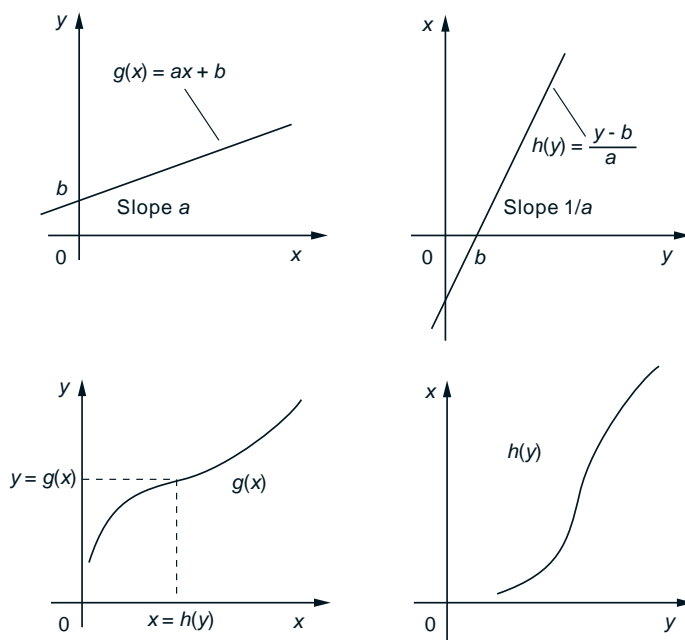 y
g(x) = ax + b
b
Slope a
0
x
x
h(y) = y - b
a
Slope 1/a
0
b
y
y
y = g(x)
g(x)
0
x = h(y)
x
x
h(y)
0
y